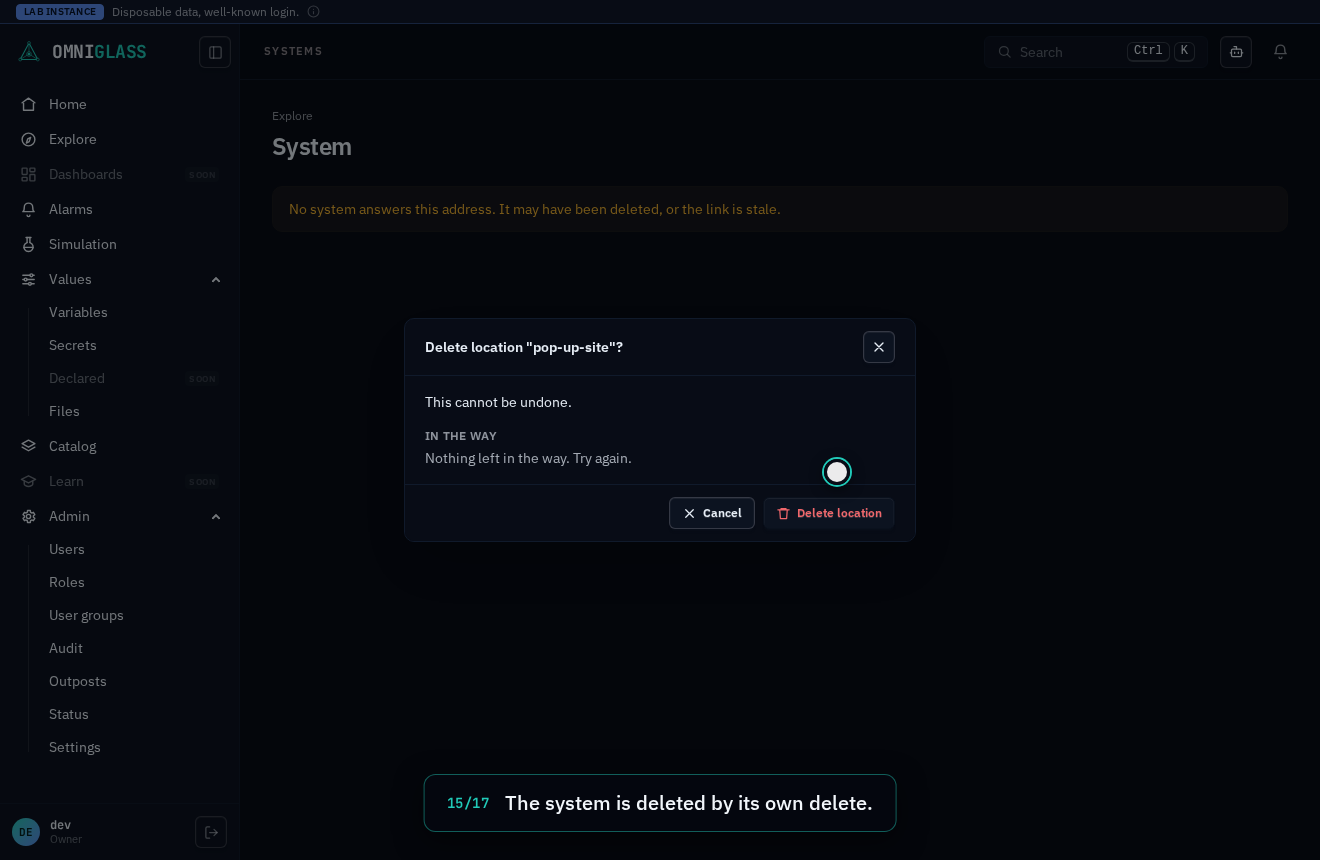 LAB INSTANCE Disposable data, well-known login.
OMNIGLASS
SYSTEMS
Search Ctrl K
Home
Explore
Dashboards SOON
Alarms
Simulation
Values
Variables
Secrets
Declared SOON
Files
Catalog
Learn SOON
Admin
Users
Roles
User groups
Audit
Outposts
Status
Settings
DE dev
Owner
Explore
System
No system answers this address. It may have been deleted, or the link is stale.
Delete location "pop-up-site"?
This cannot be undone.
IN THE WAY
Nothing left in the way. Try again.
Cancel Delete location
15/17 The system is deleted by its own delete.